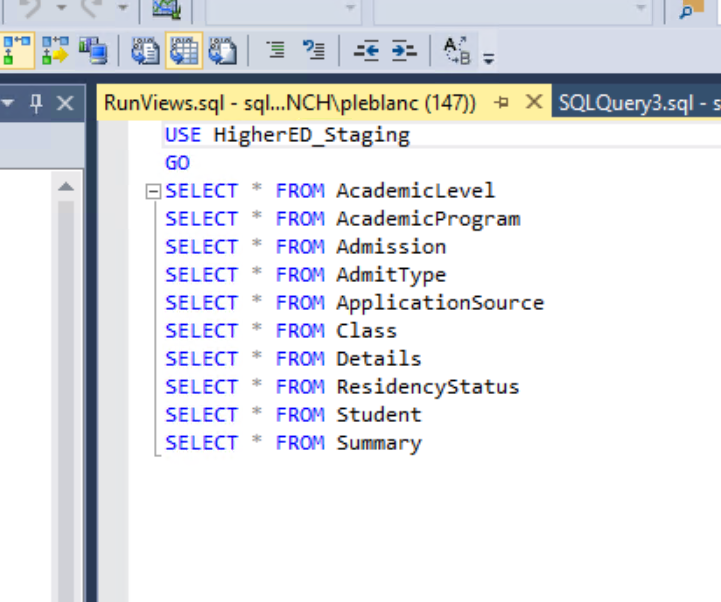 RunViews.sql - sql...NCH\pleblanc (147))
SQLQuery3.sql - s
USE HigherED_Staging
GO
SELECT * FROM AcademicLevel
SELECT * FROM AcademicProgram
SELECT * FROM Admission
SELECT * FROM AdmitType
SELECT * FROM ApplicationSource
SELECT * FROM Class
SELECT * FROM Details
SELECT * FROM ResidencyStatus
SELECT * FROM Student
SELECT * FROM Summary